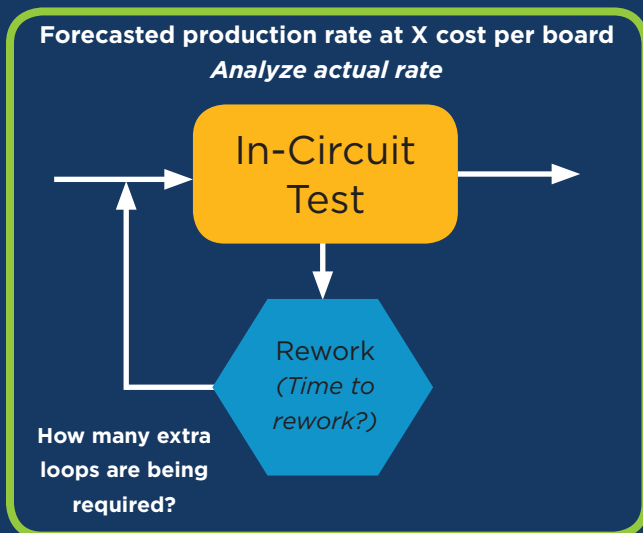 Forecasted production rate at X cost per board
Analyze actual rate
In-Circuit
Test
Rework
(Time to
rework?)
How many extra
loops are being
required?